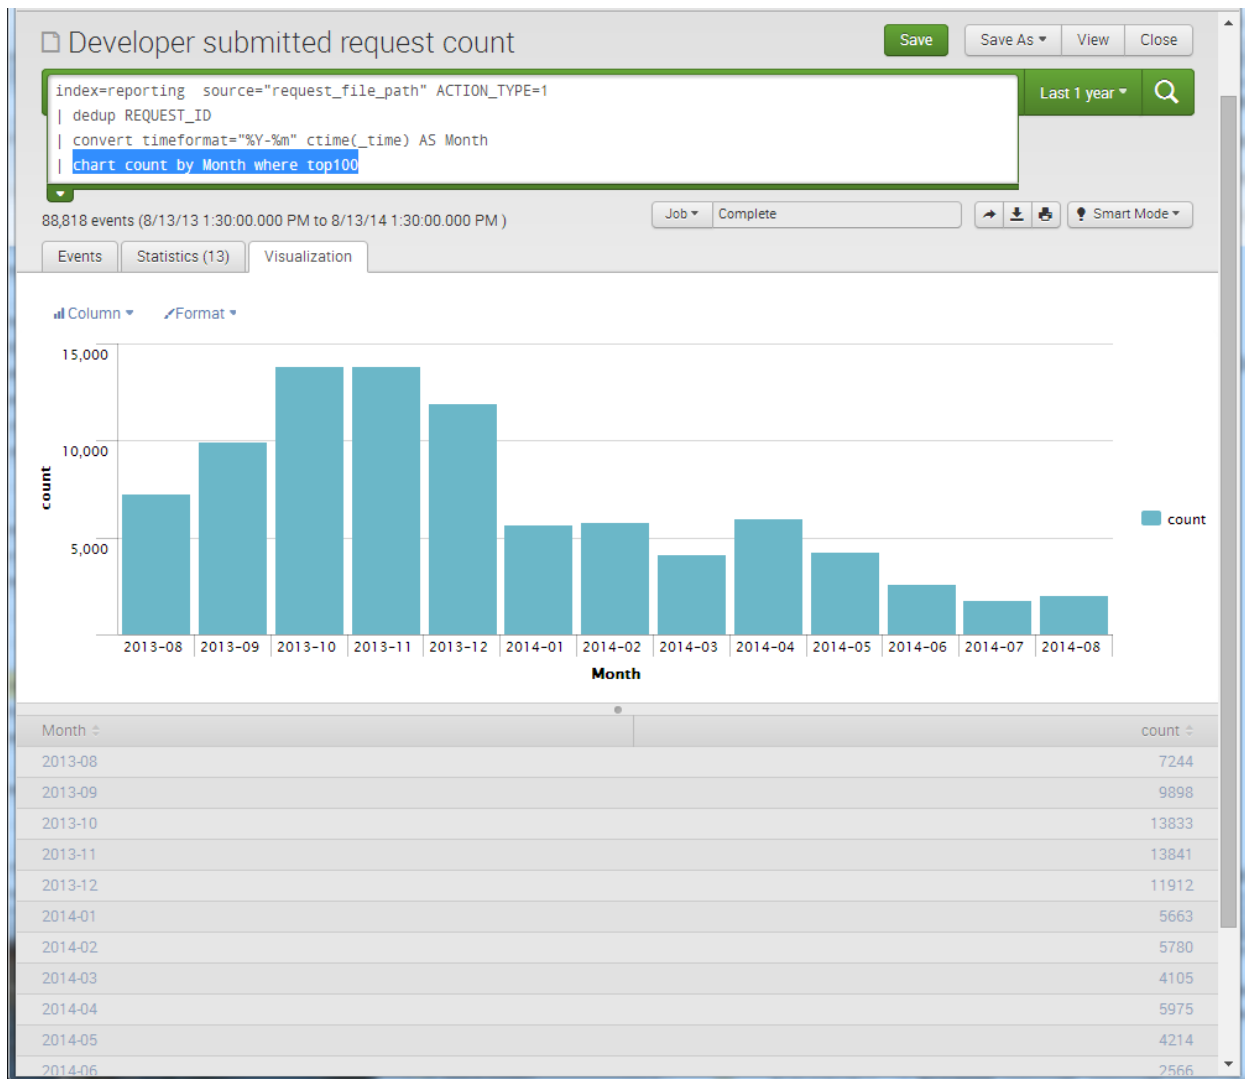 Developer submitted request count
Save
Save As
View
Close
index=reporting  source="request_file_path" ACTION_TYPE=1
| dedup REQUEST_ID
| convert timeformat="%Y-%m" ctime(_time) AS Month
| chart count by Month where top100
Last 1 year
88,818 events (8/13/13 1:30:00.000 PM to 8/13/14 1:30:00.000 PM )
Job
Complete
Smart Mode
Events
Statistics (13)
Visualization
Column
Format
15,000
10,000
5,000
count
count
2013-08 2013-09 2013-10 2013-11 2013-12 2014-01 2014-02 2014-03 2014-04 2014-05 2014-06 2014-07 2014-08
Month
Month count
2013-08 7244
2013-09 9898
2013-10 13833
2013-11 13841
2013-12 11912
2014-01 5663
2014-02 5780
2014-03 4105
2014-04 5975
2014-05 4214
2014-06 2566